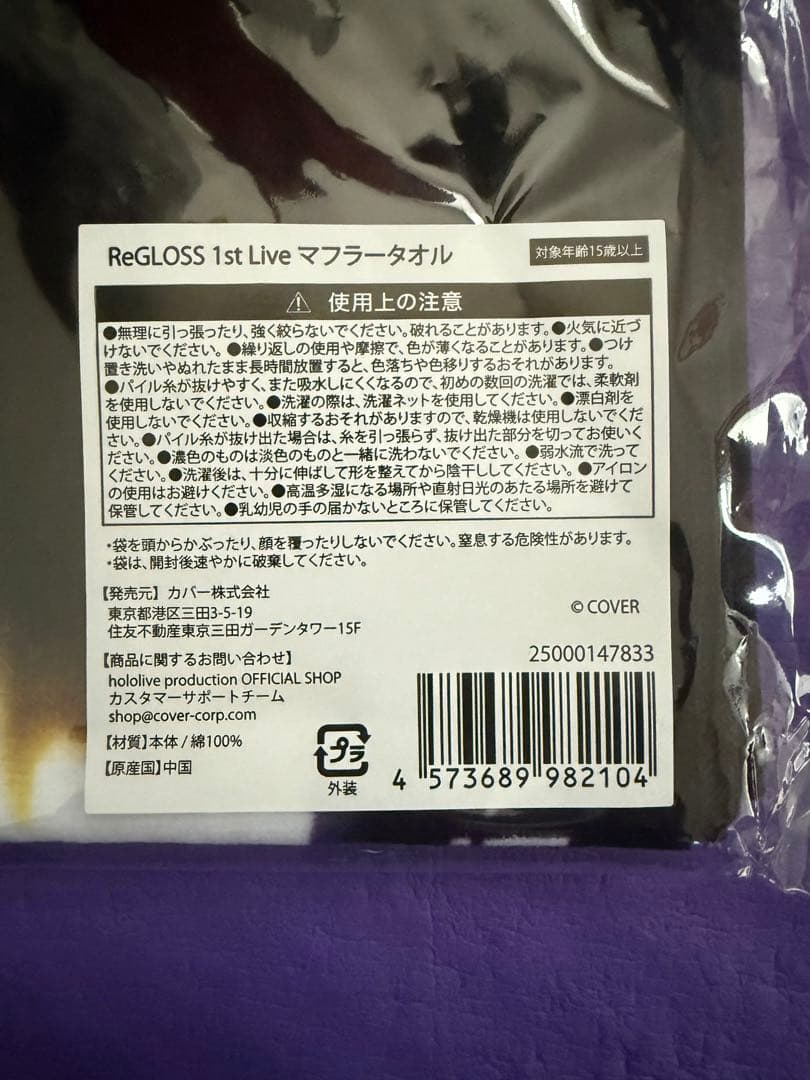 ReGLOSS 1st Live マフラータオル
対象年齢15歳以上
⚠ 使用上の注意
●無理に引っ張ったり、強く絞らないでください。破れることがあります。●火気に近づ
けないでください。●繰り返しの使用や摩擦で、色が薄くなることがあります。●つけ
置き洗いやぬれたまま長時間放置すると、色落ちや色移りするおそれがあります。
●パイル糸が抜けやすく、また吸水しにくくなるので、初めの数回の洗濯では、柔軟剤
を使用しないでください。●洗濯の際は、洗濯ネットを使用してください。●漂白剤を
使用しないでください。●収縮するおそれがありますので、乾燥機は使用しないでくだ
さい。●パイル糸が抜け出た場合は、糸を引っ張らず、抜け出た部分を切ってお使いく
ださい。●濃色のものは淡色のものと一緒に洗わないでください。●弱水流で洗って
ください。●洗濯後は、十分に伸ばして形を整えてから陰干ししてください。●アイロン
の使用はお避けください。●高温多湿になる場所や直射日光のあたる場所を避けて
保管してください。●乳幼児の手の届かないところに保管してください。
*袋を頭からかぶったり、顔を覆ったりしないでください。窒息する危険性があります。
*袋は、開封後速やかに破棄してください。
【発売元】カバー株式会社
東京都港区三田3-5-19
住友不動産東京三田ガーデンタワー15F
© COVER
【商品に関するお問い合わせ】
hololive production OFFICIAL SHOP
カスタマーサポートチーム
shop@cover-corp.com
【材質】本体 / 綿100%
【原産国】中国
プラ
外装
25000147833
4 573689 982104